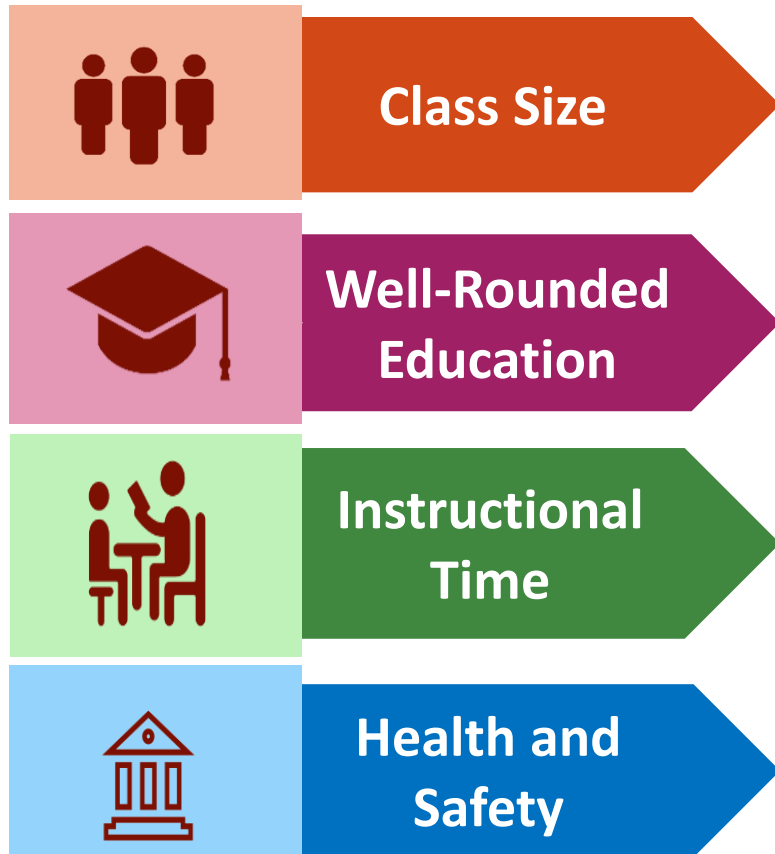 Class Size
Well-Rounded
Education
Instructional
Time
Health and
Safety